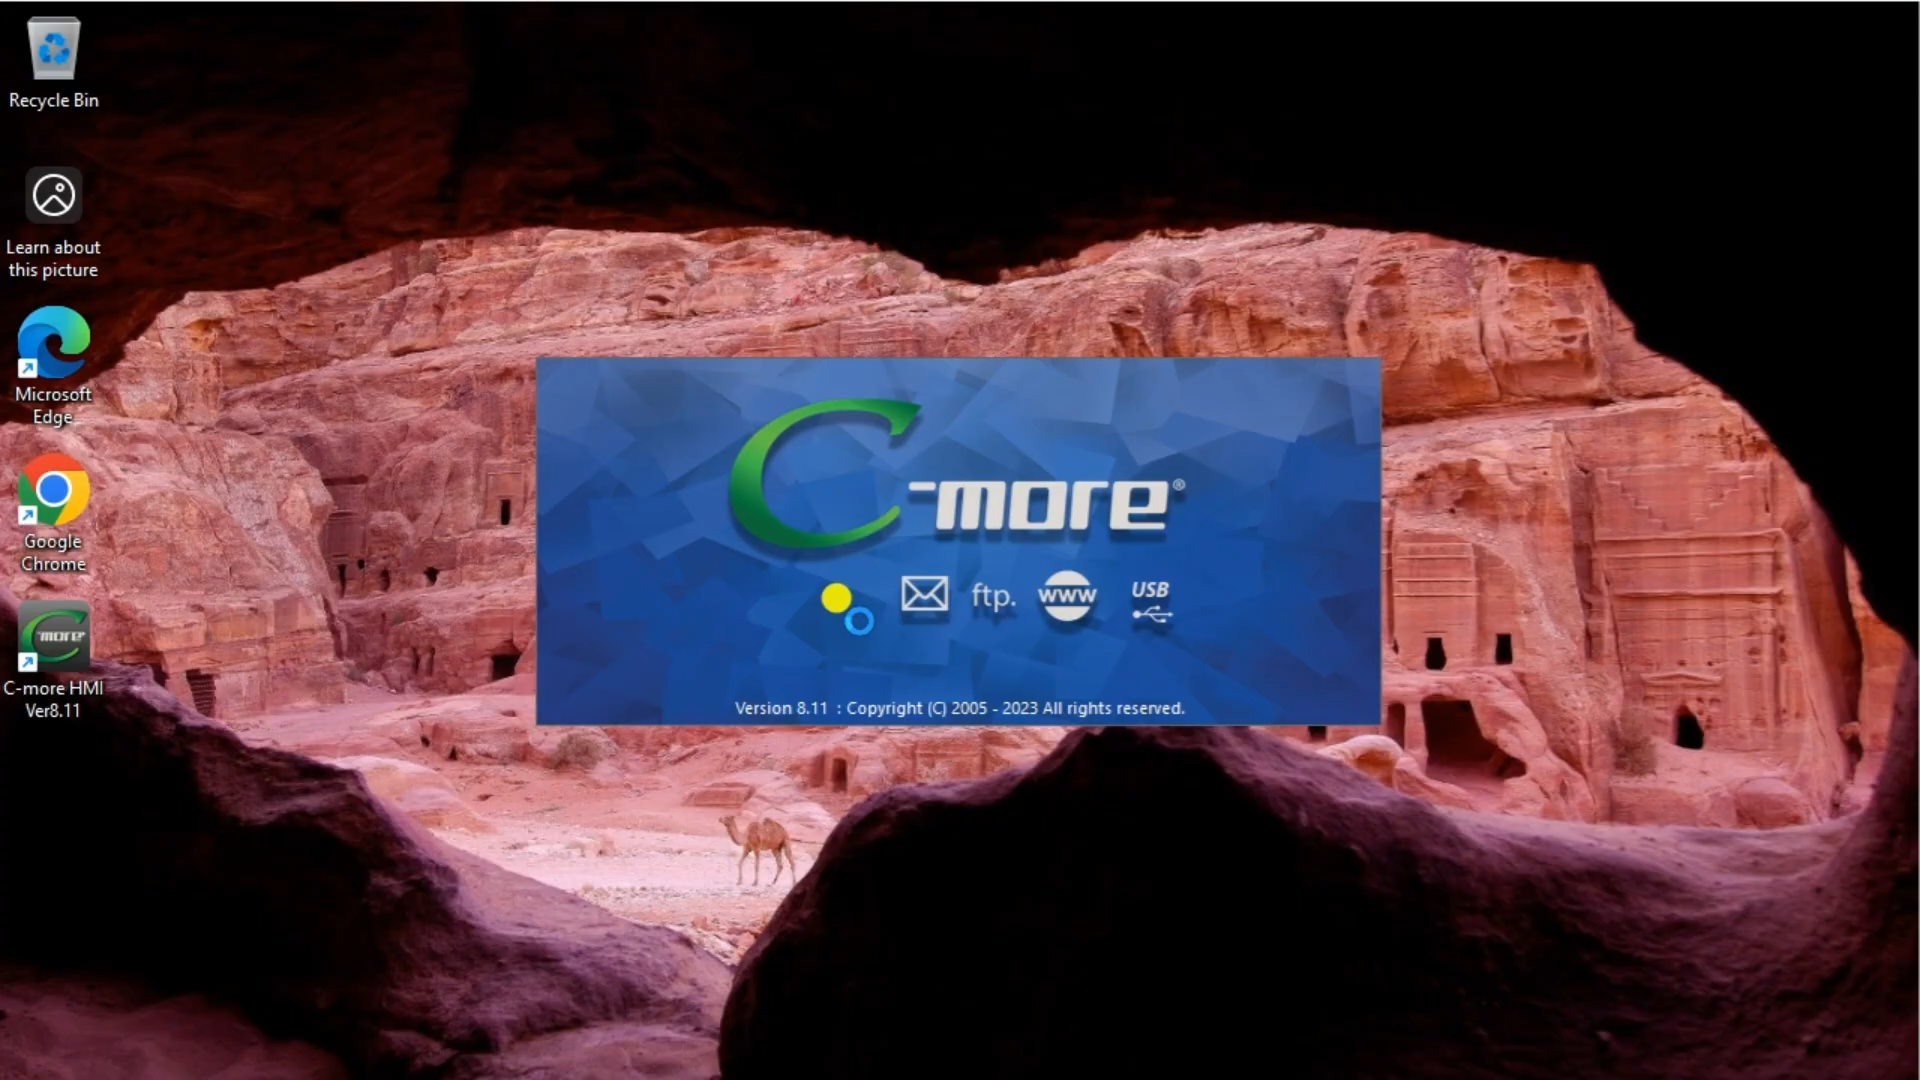 Recycle Bin
Learn about
this picture
Microsoft
Edge
Google
Chrome
C-more HMI
Ver8.11
more
C-more®
ftp.
www
USB
Version 8.11 : Copyright (C) 2005 - 2023 All rights reserved.